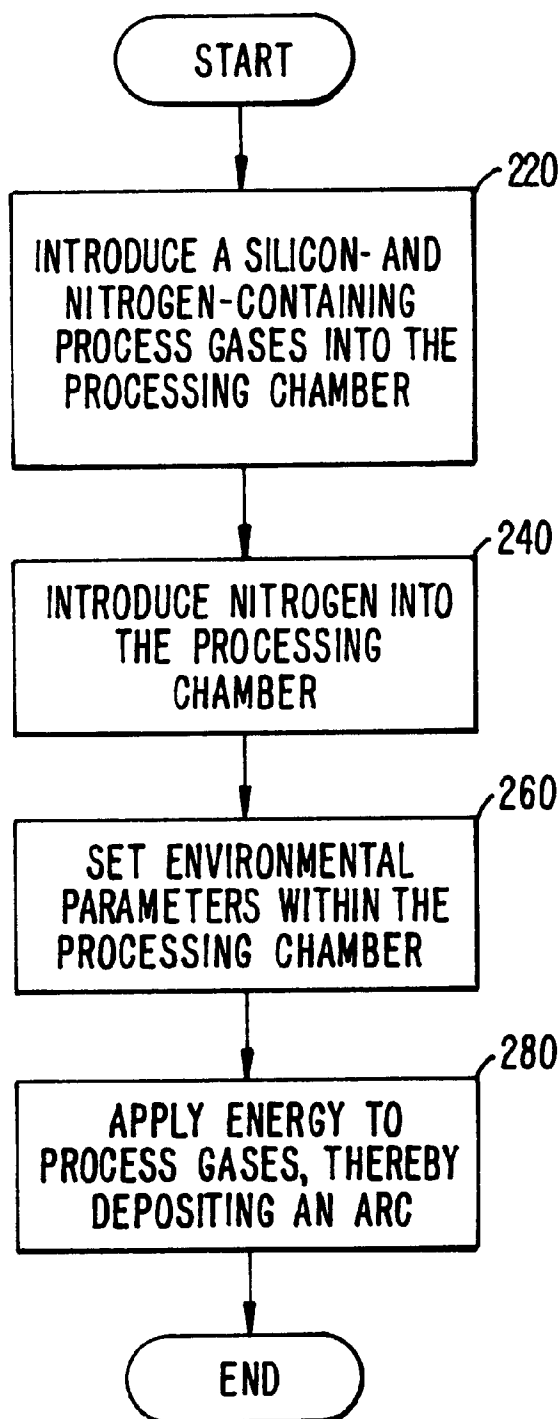 START
220
INTRODUCE A SILICON- AND
NITROGEN-CONTAINING
PROCESS GASES INTO THE
PROCESSING CHAMBER
240
INTRODUCE NITROGEN INTO
THE PROCESSING
CHAMBER
260
SET ENVIRONMENTAL
PARAMETERS WITHIN THE
PROCESSING CHAMBER
280
APPLY ENERGY TO
PROCESS GASES, THEREBY
DEPOSITING AN ARC
END